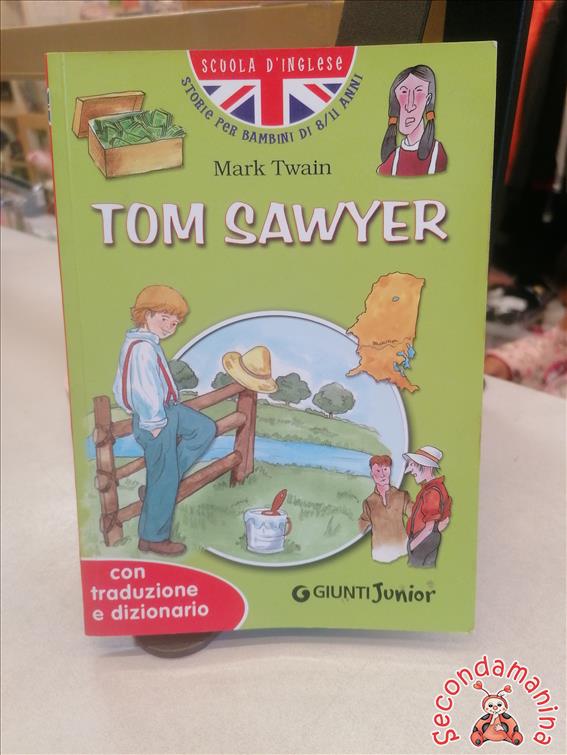 SCUOLA D'INGLESE
STORIE PER BAMBINI DI 8/11 ANNI
Mark Twain
TOM SAWYER
con
traduzione
e dizionario
GIUNTI Junior
secondamanina